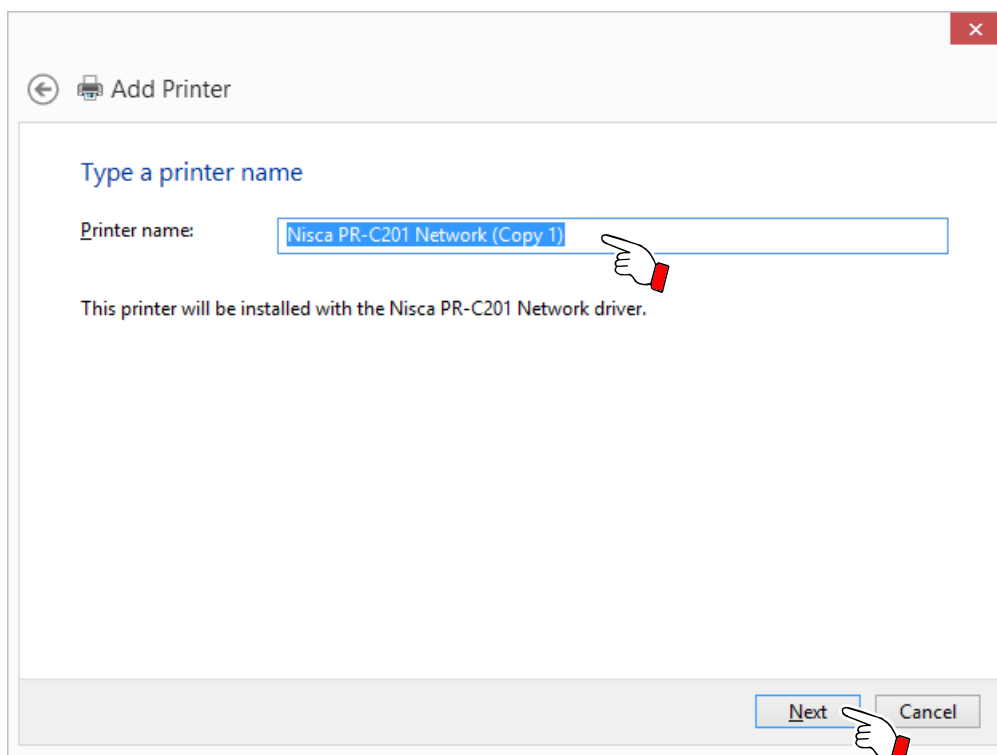 Add Printer
Type a printer name
Printer name:
Nisca PR-C201 Network (Copy 1)
This printer will be installed with the Nisca PR-C201 Network driver.
Next
Cancel